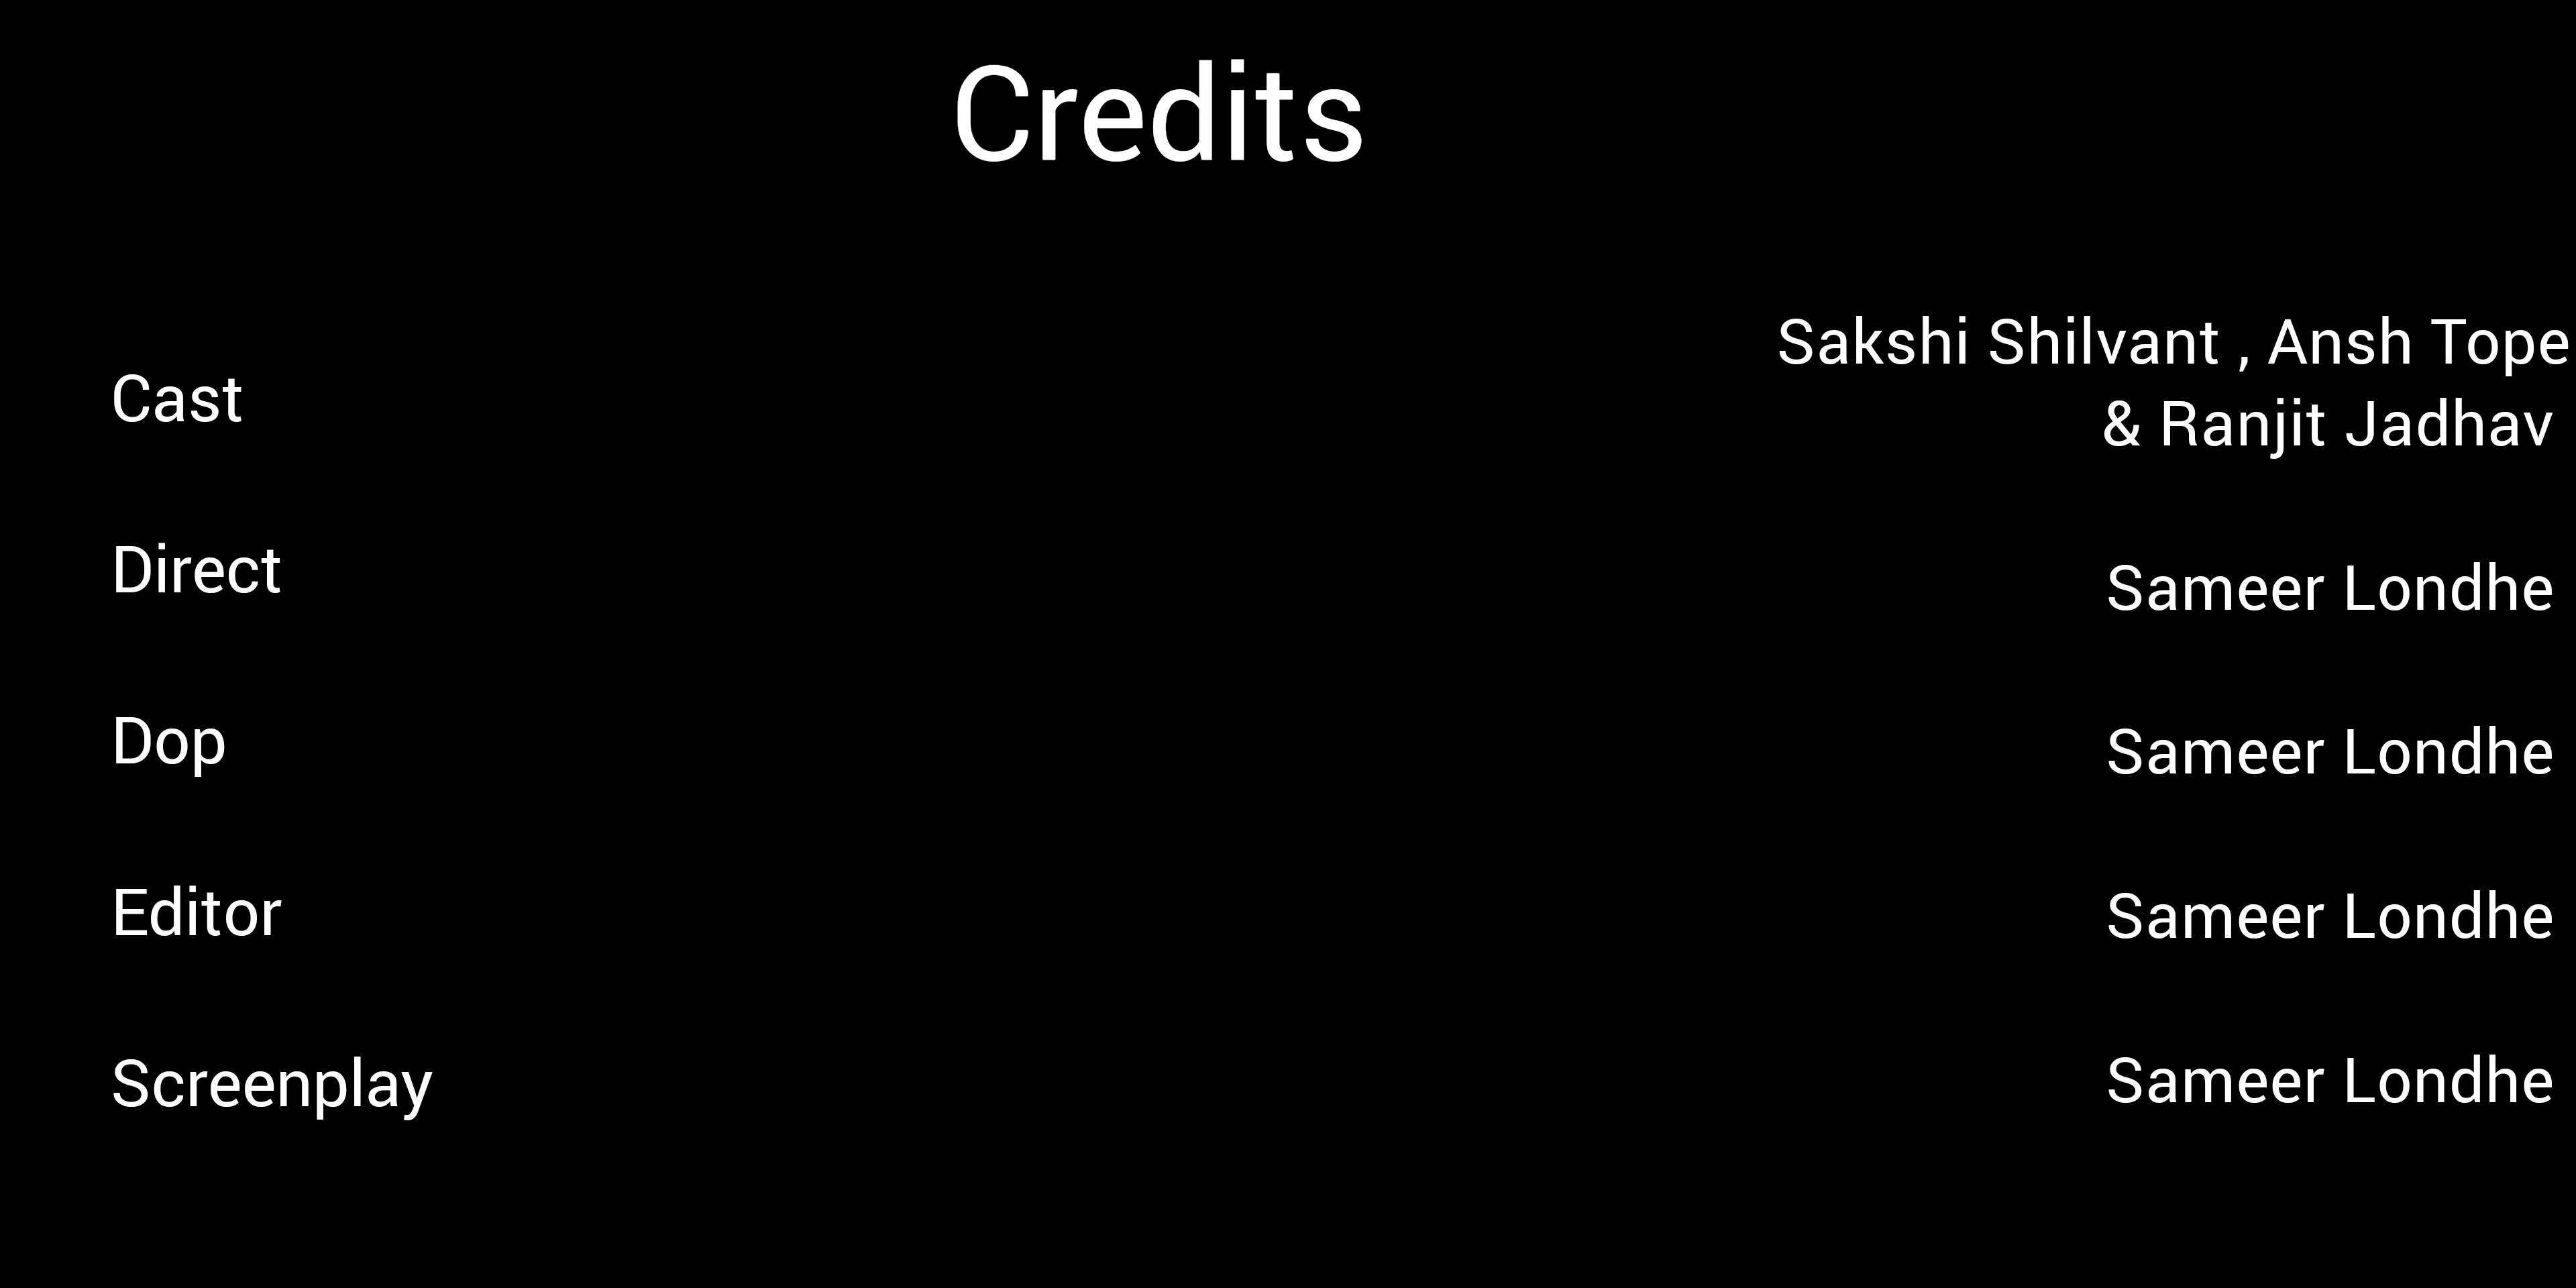 Credits
Sakshi Shilvant , Ansh Tope
Cast
& Ranjit Jadhav
Direct
Sameer Londhe
Dop
Sameer Londhe
Editor
Sameer Londhe
Screenplay
Sameer Londhe